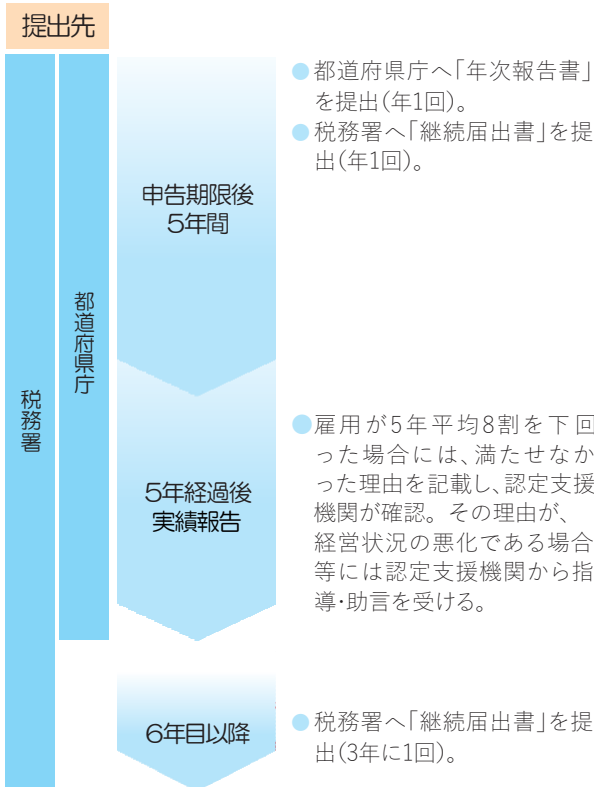 提出先
税務署
都道府県庁
申告期限後
5年間
●都道府県庁へ「年次報告書」
を提出(年1回)。
●税務署へ「継続届出書」を提
出(年1回)。
5年経過後
実績報告
●雇用が5年平均8割を下回
った場合には、満たせなか
った理由を記載し、認定支援
機関が確認。その理由が、
経営状況の悪化である場合
等には認定支援機関から指
導・助言を受ける。
6年目以降
●税務署へ「継続届出書」を提
出(3年に1回)。